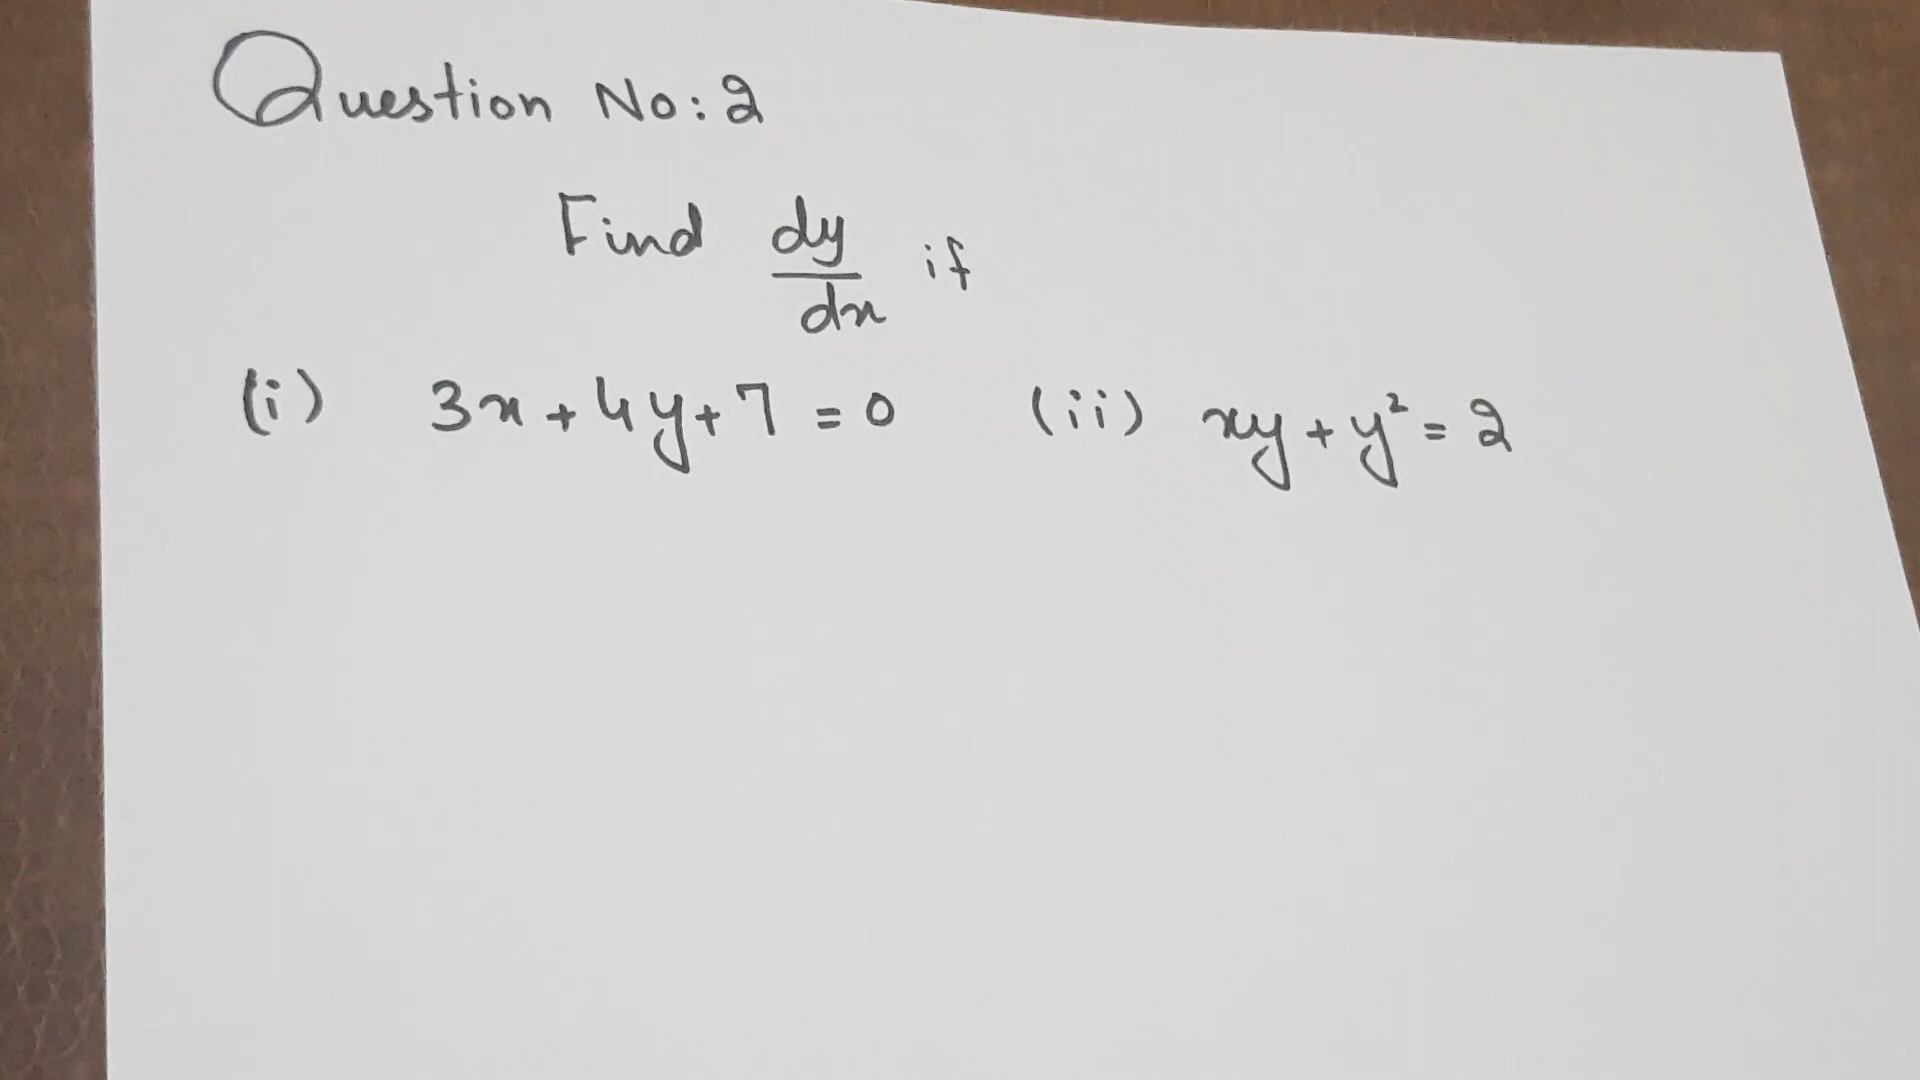 Question No: 2
Find dy/dx if
(i) 3x + 4y + 7 = 0 (ii) xy + y² = 2